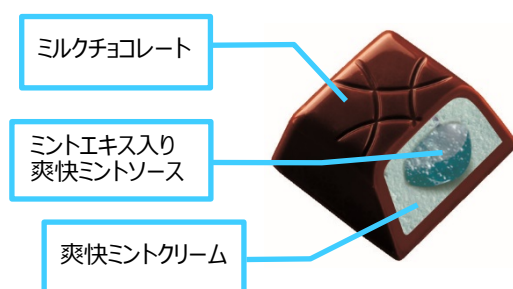 ミルクチョコレート
ミントエキス入り
爽快ミントソース
爽快ミントクリーム